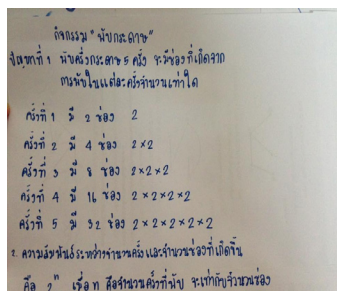 กิจกรรม "พับกระดาษ"
ปัญหาที่ 1 พับครึ่งกระดาษ 5 ครั้ง จะมีช่องที่เกิดจาก
การพับในแต่ละครั้งจำนวนเท่าใด
ครั้งที่ 1 มี 2 ช่อง 2
ครั้งที่ 2 มี 4 ช่อง 2×2
ครั้งที่ 3 มี 8 ช่อง 2×2×2
ครั้งที่ 4 มี 16 ช่อง 2×2×2×2
ครั้งที่ 5 มี 32 ช่อง 2×2×2×2×2
2. ความสัมพันธ์ระหว่างจำนวนครั้งและจำนวนช่องที่เกิดขึ้น
คือ 2ⁿ เมื่อ n คือจำนวนครั้งที่พับ จะเท่ากับจำนวนช่อง